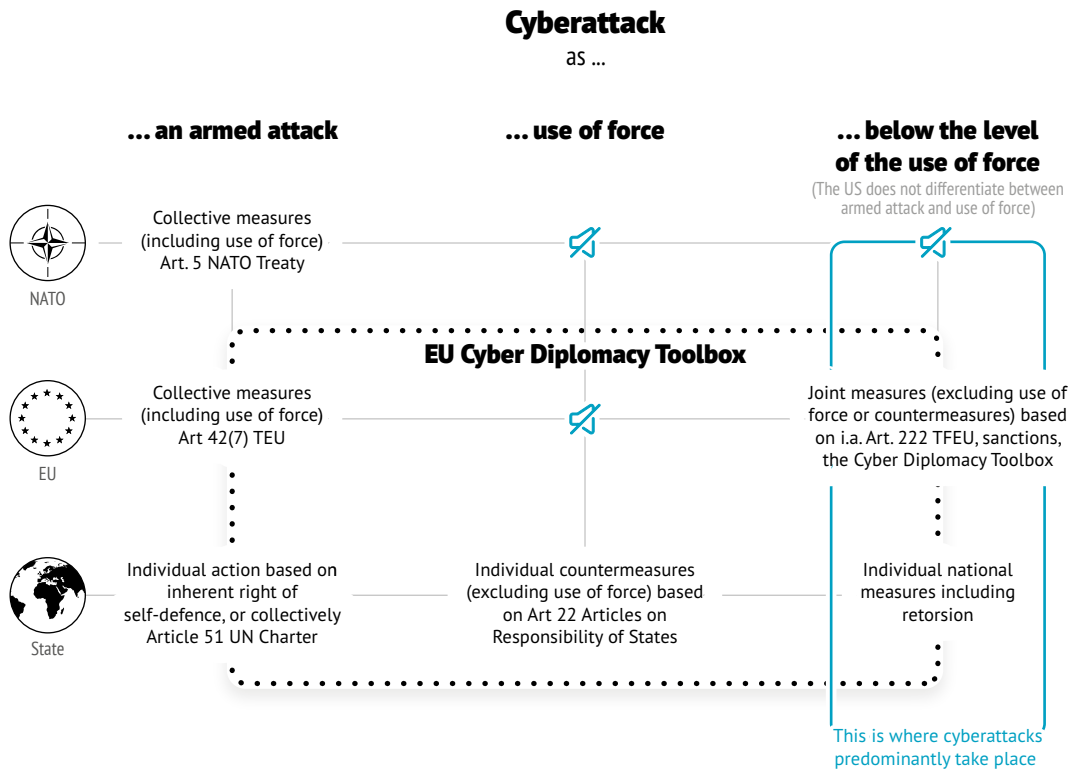 Cyberattack
as ...
... an armed attack
... use of force
... below the level
of the use of force
(The US does not differentiate between
armed attack and use of force)
NATO
Collective measures
(including use of force)
Art. 5 NATO Treaty
EU Cyber Diplomacy Toolbox
EU
Collective measures
(including use of force)
Art 42(7) TEU
Joint measures (excluding use of
force or countermeasures) based
on i.a. Art. 222 TFEU, sanctions,
the Cyber Diplomacy Toolbox
State
Individual action based on
inherent right of
self-defence, or collectively
Article 51 UN Charter
Individual countermeasures
(excluding use of force) based
on Art 22 Articles on
Responsibility of States
Individual national
measures including
retorsion
This is where cyberattacks
predominantly take place